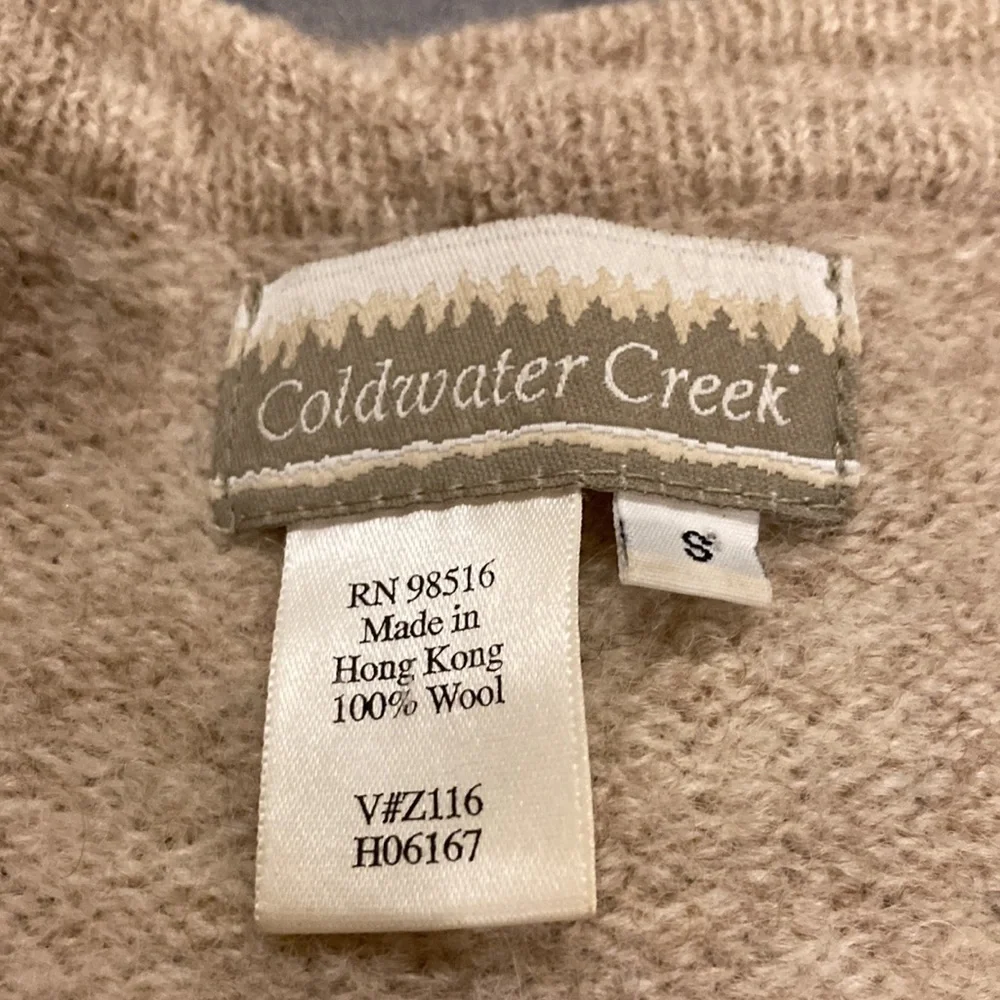 Coldwater Creek
S
RN 98516
Made in
Hong Kong
100% Wool
V#Z116
H06167